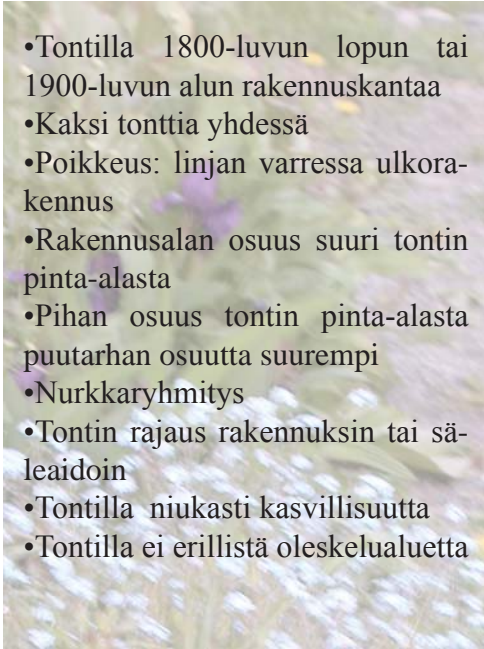 •Tontilla 1800-luvun lopun tai
1900-luvun alun rakennuskantaa
•Kaksi tonttia yhdessä
•Poikkeus: linjan varressa ulkora-
kennus
•Rakennusalan osuus suuri tontin
pinta-alasta
•Pihan osuus tontin pinta-alasta
puutarhan osuutta suurempi
•Nurkkaryhmitys
•Tontin rajaus rakennuksin tai sä-
leaidoin
•Tontilla niukasti kasvillisuutta
•Tontilla ei erillistä oleskelualuetta